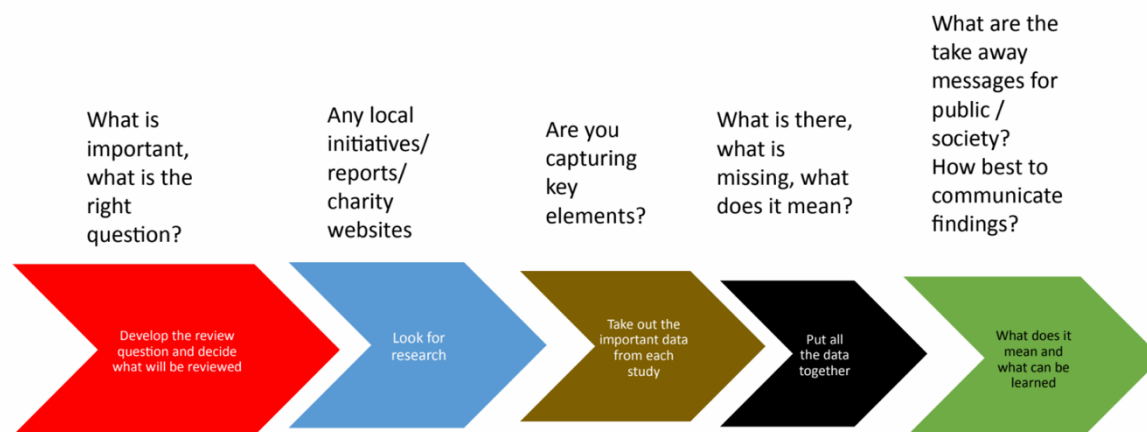 What is
important,
what is the
right
question?
Any local
initiatives/
reports/
charity
websites
Are you
capturing
key
elements?
What is there,
what is
missing, what
does it mean?
What are the
take away
messages for
public /
society?
How best to
communicate
findings?
Develop the review
question and decide
what will be reviewed
Look for
research
Take out the
important data
from each
study
Put all
the data
together
What does it
mean and
what can be
learned